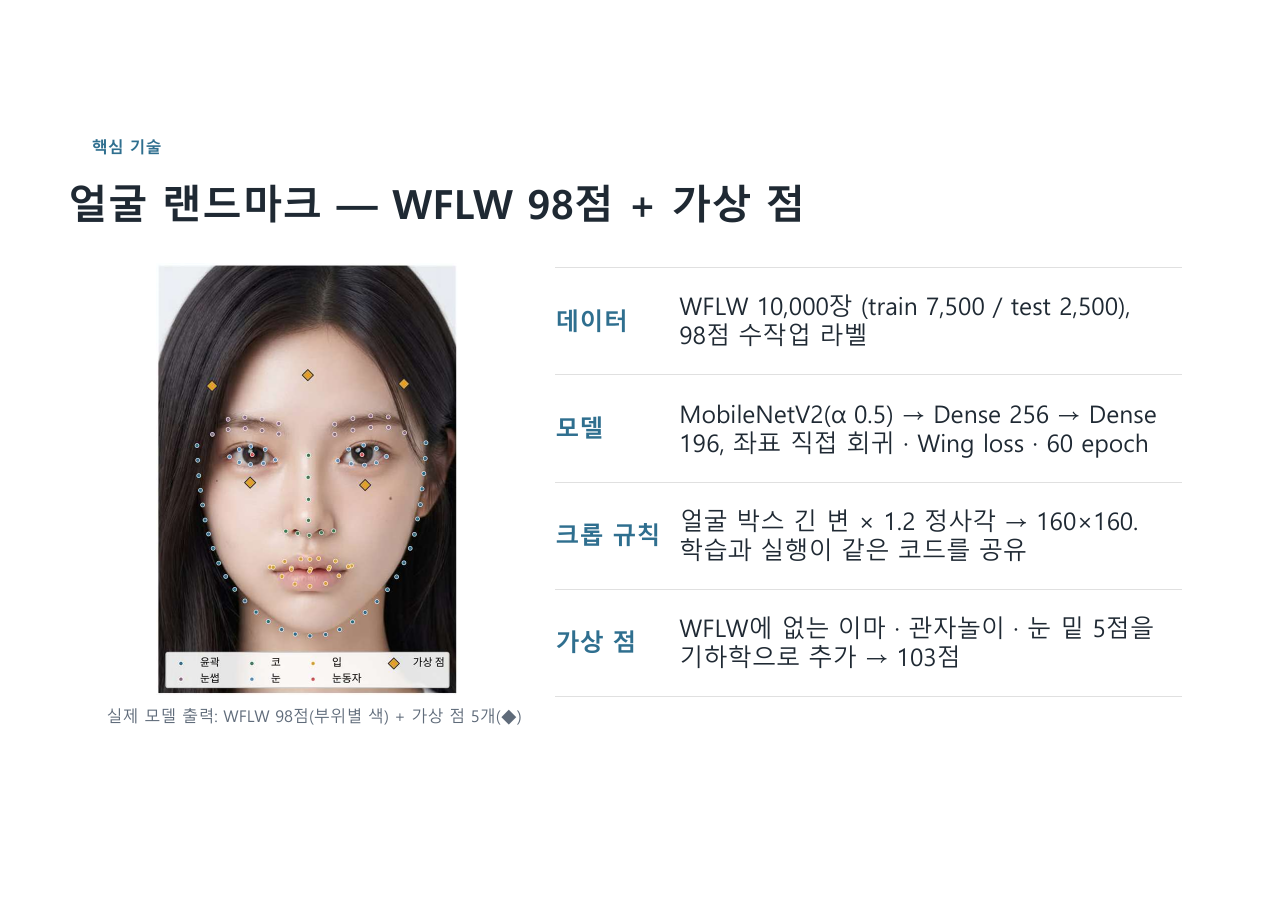 핵심 기술
얼굴 랜드마크 — WFLW 98점 + 가상 점
윤곽 코 입 가상 점
눈썹 눈 눈동자
실제 모델 출력: WFLW 98점(부위별 색) + 가상 점 5개(◆)
데이터
WFLW 10,000장 (train 7,500 / test 2,500),
98점 수작업 라벨
모델
MobileNetV2(α 0.5) → Dense 256 → Dense
196, 좌표 직접 회귀 · Wing loss · 60 epoch
크롭 규칙
얼굴 박스 긴 변 × 1.2 정사각 → 160×160.
학습과 실행이 같은 코드를 공유
가상 점
WFLW에 없는 이마 · 관자놀이 · 눈 밑 5점을
기하학으로 추가 → 103점